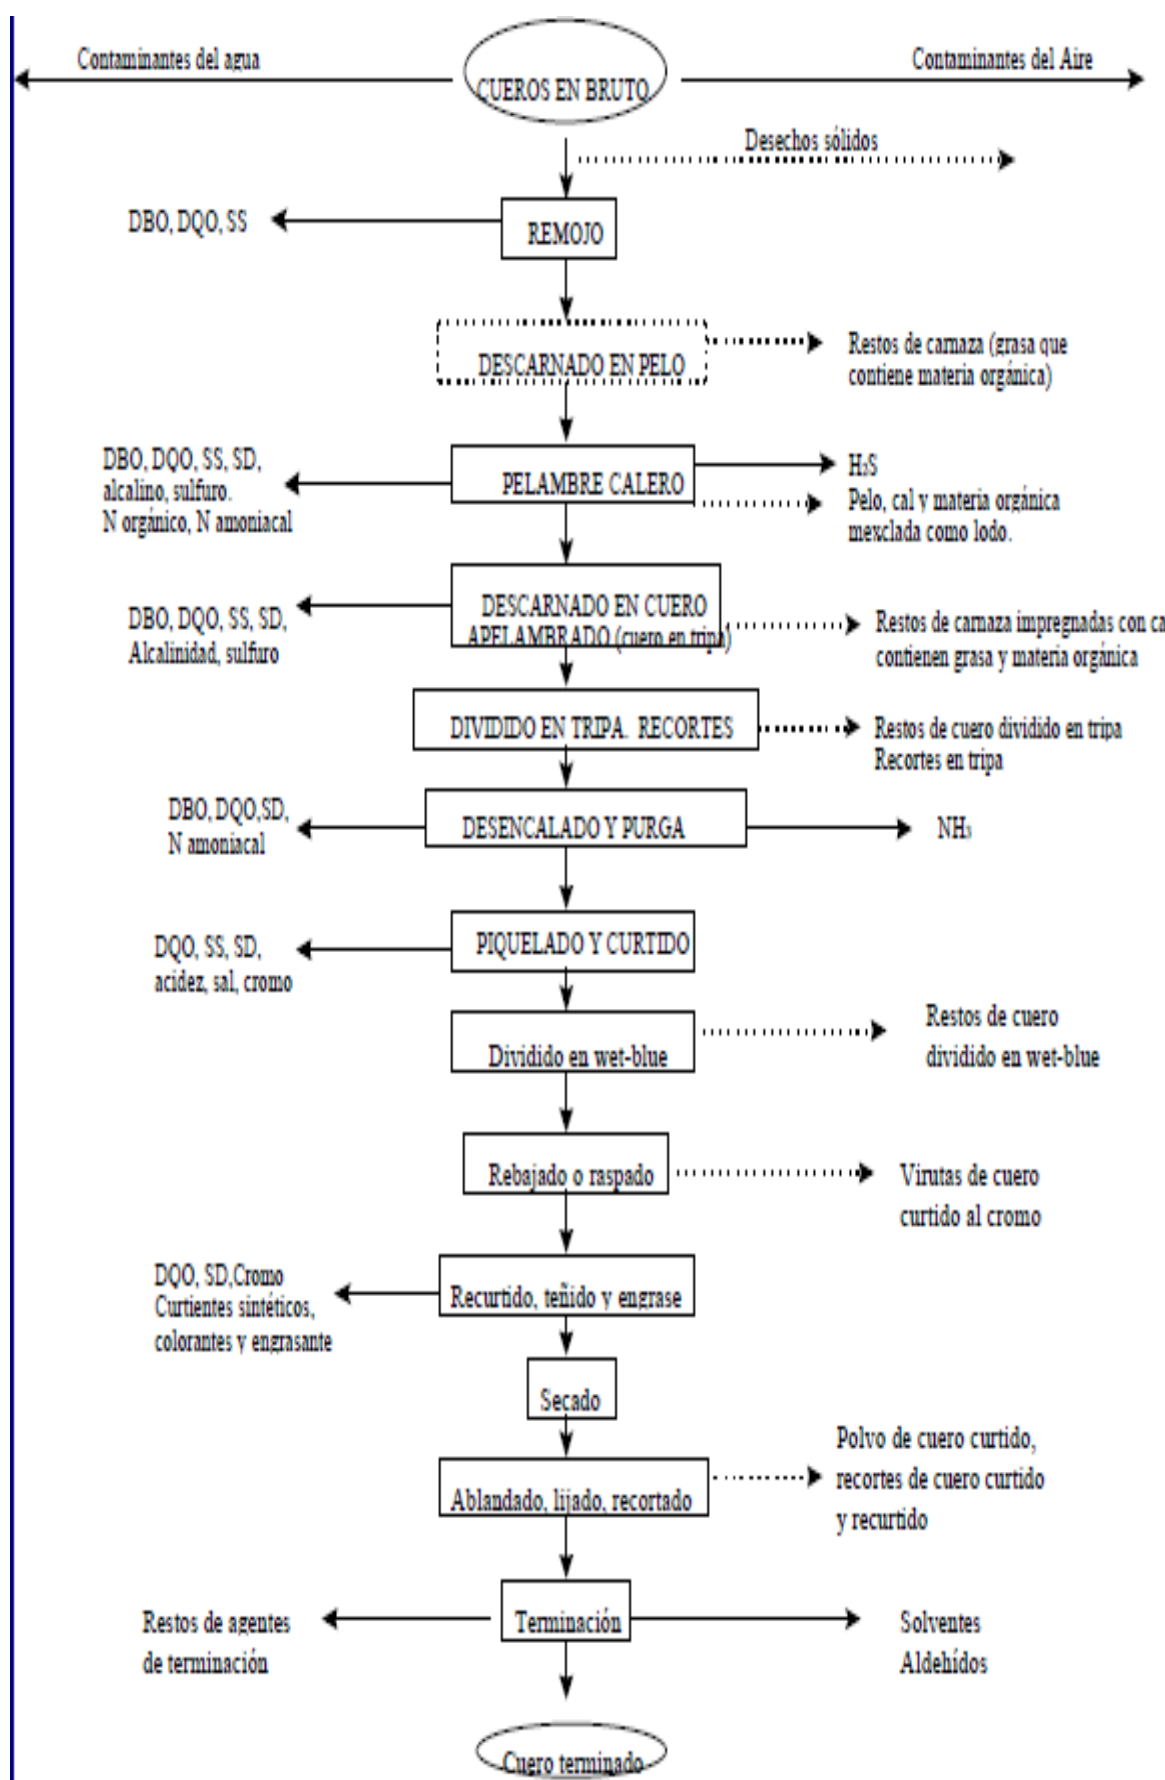 Contaminantes del agua
CUEROS EN BRUTO
Contaminantes del Aire
Desechos sólidos
DBO, DQO, SS
REMOJO
DESCARNADO EN PELO
Restos de carnaza (grasa que
contiene materia orgánica)
DBO, DQO, SS, SD,
alcalino, sulfuro.
N orgánico, N amoniacal
PELAMBRE CALERO
H₂S
Pelo, cal y materia orgánica
mexclada como lodo.
DBO, DQO, SS, SD,
Alcalinidad, sulfuro
DESCARNADO EN CUERO
APELAMBRADO (cuero en tripa)
Restos de carnaza impregnadas con ca
contienen grasa y materia orgánica
DIVIDIDO EN TRIPA. RECORTES
Restos de cuero dividido en tripa
Recortes en tripa
DBO, DQO,SD,
N amoniacal
DESENCALADO Y PURGA
NH₃
DQO, SS, SD,
acidez, sal, cromo
PIQUELADO Y CURTIDO
Dividido en wet-blue
Restos de cuero
dividido en wet-blue
Rebajado o raspado
Virutas de cuero
curtido al cromo
DQO, SD,Cromo
Curtientes sintéticos,
colorantes y engrasante
Recurtido, teñido y engrase
Secado
Ablandado, lijado, recortado
Polvo de cuero curtido,
recortes de cuero curtido
y recurtido
Restos de agentes
de terminación
Terminación
Solventes
Aldehídos
Cuero terminado